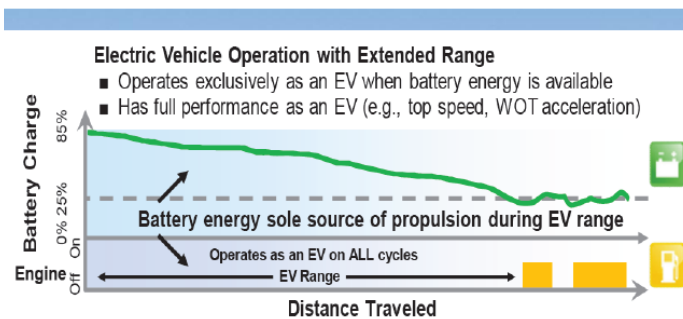 Electric Vehicle Operation with Extended Range
■ Operates exclusively as an EV when battery energy is available
■ Has full performance as an EV (e.g., top speed, WOT acceleration)
Battery Charge
85%
25%
0%
Battery energy sole source of propulsion during EV range
On
Off
Engine
Operates as an EV on ALL cycles
EV Range
Distance Traveled